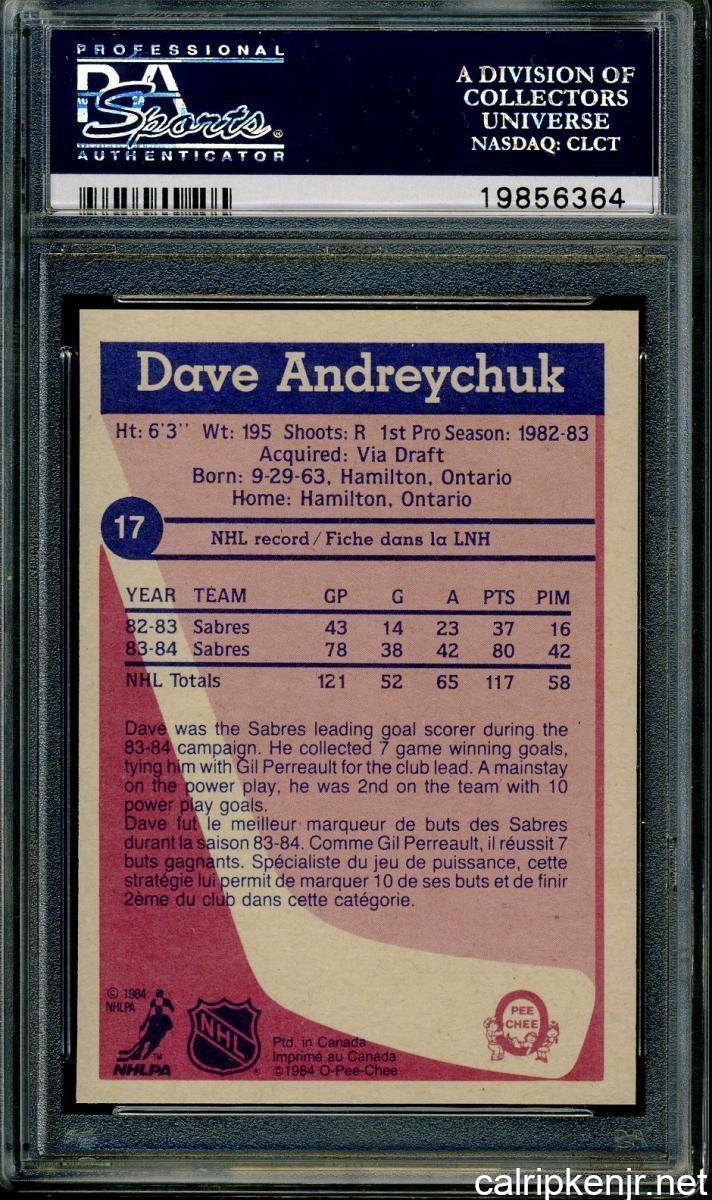 PROFESSIONAL
PSA
Sports®
AUTHENTICATOR
A DIVISION OF
COLLECTORS
UNIVERSE
NASDAQ: CLCT
19856364
Dave Andreychuk
Ht: 6'3'' Wt: 195 Shoots: R 1st Pro Season: 1982-83
Acquired: Via Draft
Born: 9-29-63, Hamilton, Ontario
Home: Hamilton, Ontario
17
NHL record/Fiche dans la LNH
YEAR TEAM GP G A PTS PIM
82-83 Sabres 43 14 23 37 16
83-84 Sabres 78 38 42 80 42
NHL Totals 121 52 65 117 58
Dave was the Sabres leading goal scorer during the
83-84 campaign. He collected 7 game winning goals,
tying him with Gil Perreault for the club lead. A mainstay
on the power play, he was 2nd on the team with 10
power play goals.
Dave fut le meilleur marqueur de buts des Sabres
durant la saison 83-84. Comme Gil Perreault, il réussit 7
buts gagnants. Spécialiste du jeu de puissance, cette
stratégie lui permit de marquer 10 de ses buts et de finir
2ème du club dans cette catégorie.
© 1984
NHLPA
NHLPA
TM
NHL
Ptd. in Canada
Imprimé au Canada
©1984 O-Pee-Chee
O
PEE
CHEE
calripkenjr.net